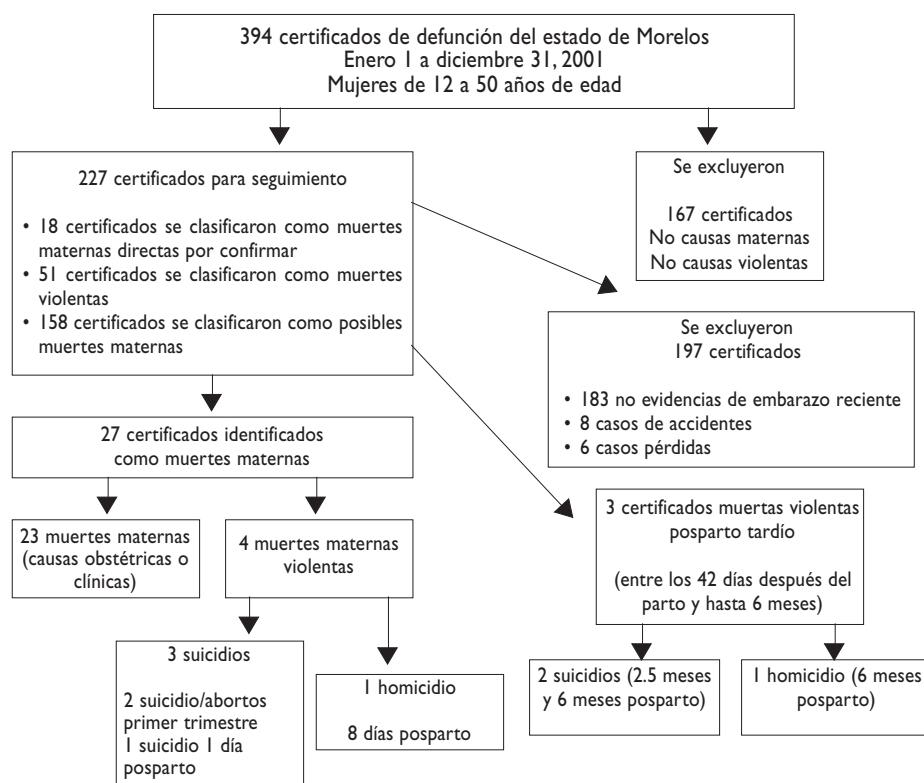 394 certificados de defunción del estado de Morelos
Enero 1 a diciembre 31, 2001
Mujeres de 12 a 50 años de edad
227 certificados para seguimiento
• 18 certificados se clasificaron como muertes
maternas directas por confirmar
• 51 certificados se clasificaron como muertes
violentas
• 158 certificados se clasificaron como posibles
muertes maternas
Se excluyeron
167 certificados
No causas maternas
No causas violentas
Se excluyeron
197 certificados
• 183 no evidencias de embarazo reciente
• 8 casos de accidentes
• 6 casos pérdidas
27 certificados identificados
como muertes maternas
3 certificados muertas violentas
posparto tardío
(entre los 42 días después del
parto y hasta 6 meses)
23 muertes maternas
(causas obstétricas o
clínicas)
4 muertes maternas
violentas
3 suicidios
2 suicidio/abortos
primer trimestre
1 suicidio 1 día
posparto
1 homicidio
8 días posparto
2 suicidios (2.5 meses
y 6 meses posparto)
1 homicidio (6 meses
posparto)